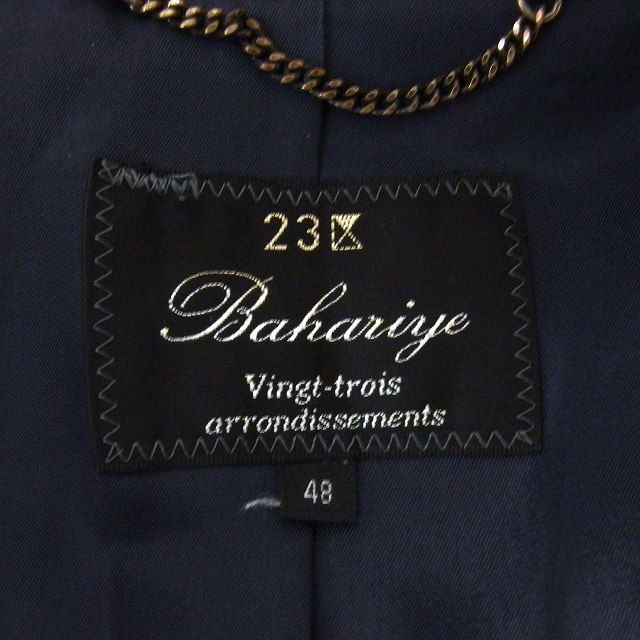 23区
Bahariye
Vingt-trois
arrondissements
48